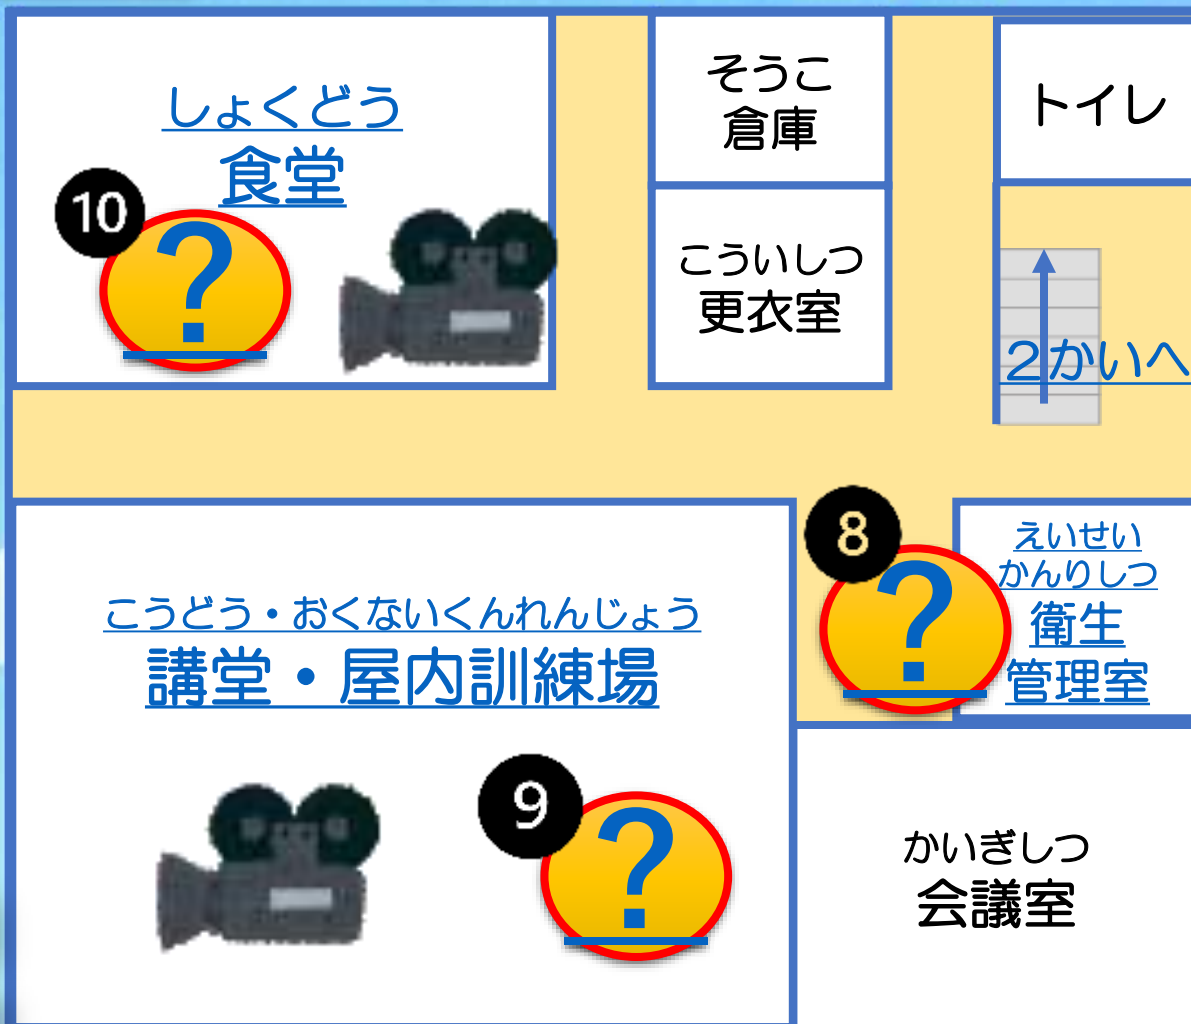 しょくどう
食堂
10
?
そうこ
倉庫
こういしつ
更衣室
トイレ
2かいへ
8
?
えいせい
かんりしつ
衛生
管理室
こうどう・おくないくんれんじょう
講堂・屋内訓練場
9
?
かいぎしつ
会議室